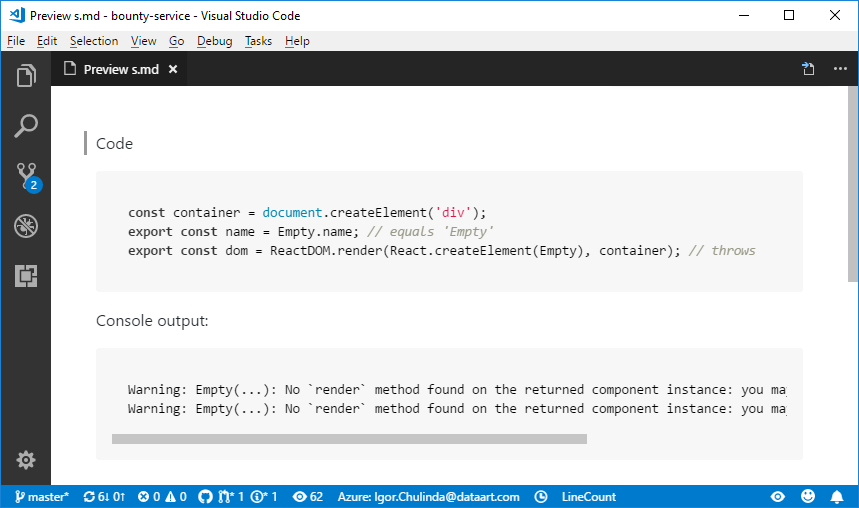 Preview s.md - bounty-service - Visual Studio Code
File Edit Selection View Go Debug Tasks Help
Preview s.md
2
Code
const container = document.createElement('div');
export const name = Empty.name; // equals 'Empty'
export const dom = ReactDOM.render(React.createElement(Empty), container); // throws
Console output:
Warning: Empty(...): No `render` method found on the returned component instance: you may
Warning: Empty(...): No `render` method found on the returned component instance: you may
master* 6↓ 0↑ 0 0 * 1 * 1 62 Azure: Igor.Chulinda@dataart.com LineCount